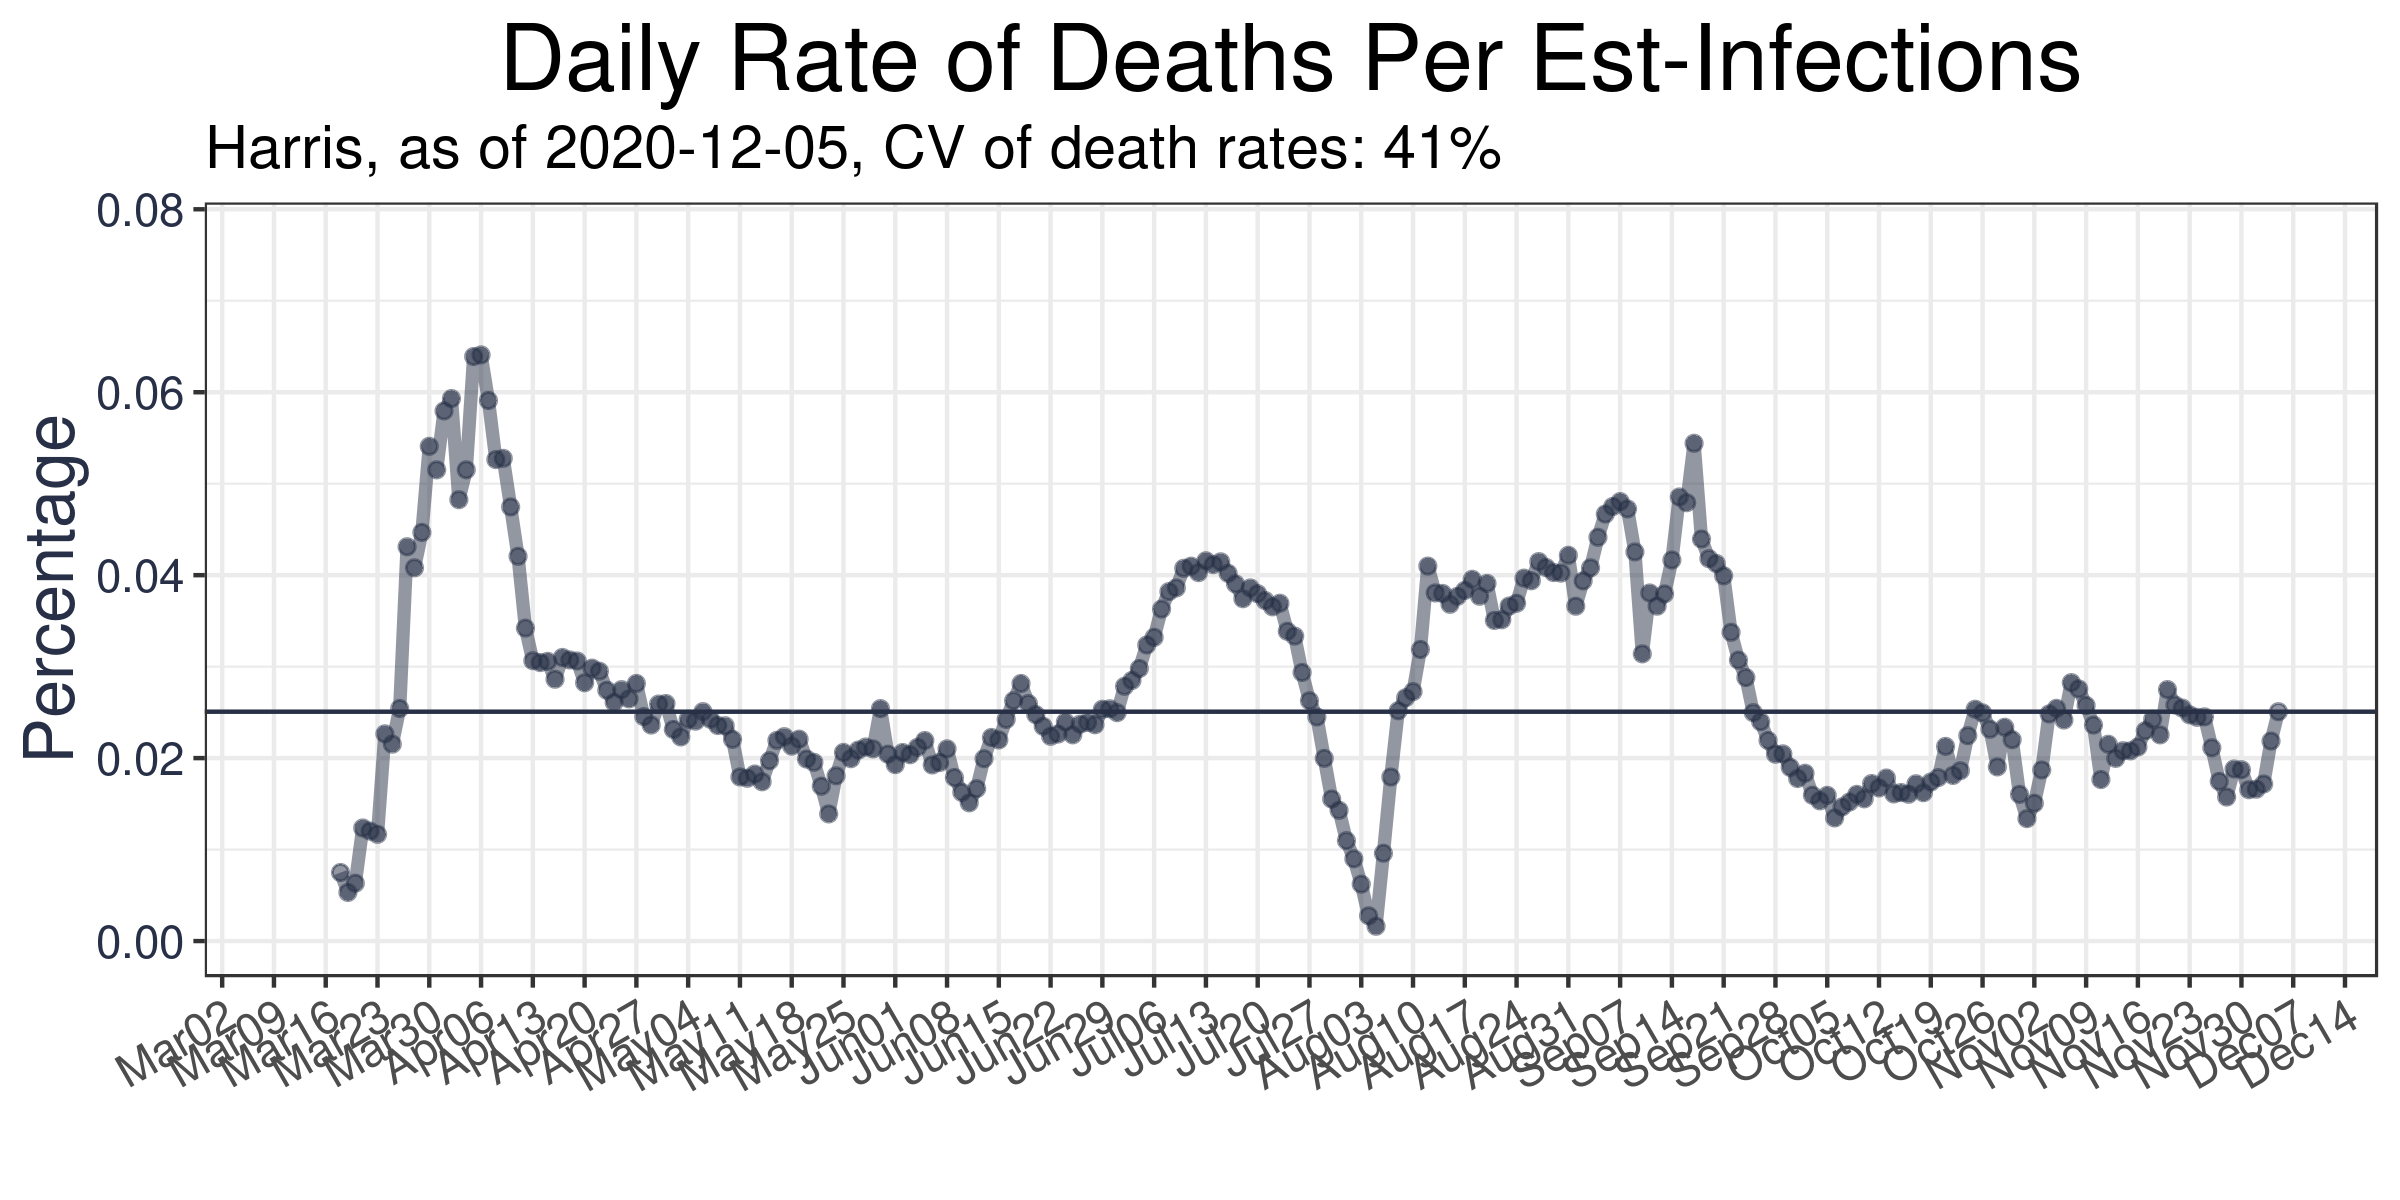 Daily Rate of Deaths Per Est-Infections
Harris, as of 2020-12-05, CV of death rates: 41%
Percentage
0.08
0.06
0.04
0.02
0.00
Mar02
Mar09
Mar16
Mar23
Mar30
Apr06
Apr13
Apr20
Apr27
May04
May11
May18
May25
Jun01
Jun08
Jun15
Jun22
Jun29
Jul06
Jul13
Jul20
Jul27
Aug03
Aug10
Aug17
Aug24
Aug31
Sep07
Sep14
Sep21
Sep28
Oct05
Oct12
Oct19
Oct26
Nov02
Nov09
Nov16
Nov23
Nov30
Dec07
Dec14